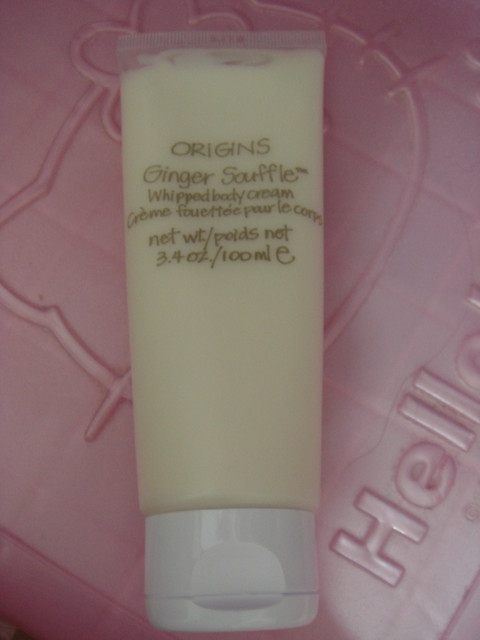 ORIGINS
Ginger Souffle™
Whipped body cream
Crème fouettée pour le corps
net wt./poids net
3.4 oz./100 ml e
Hello